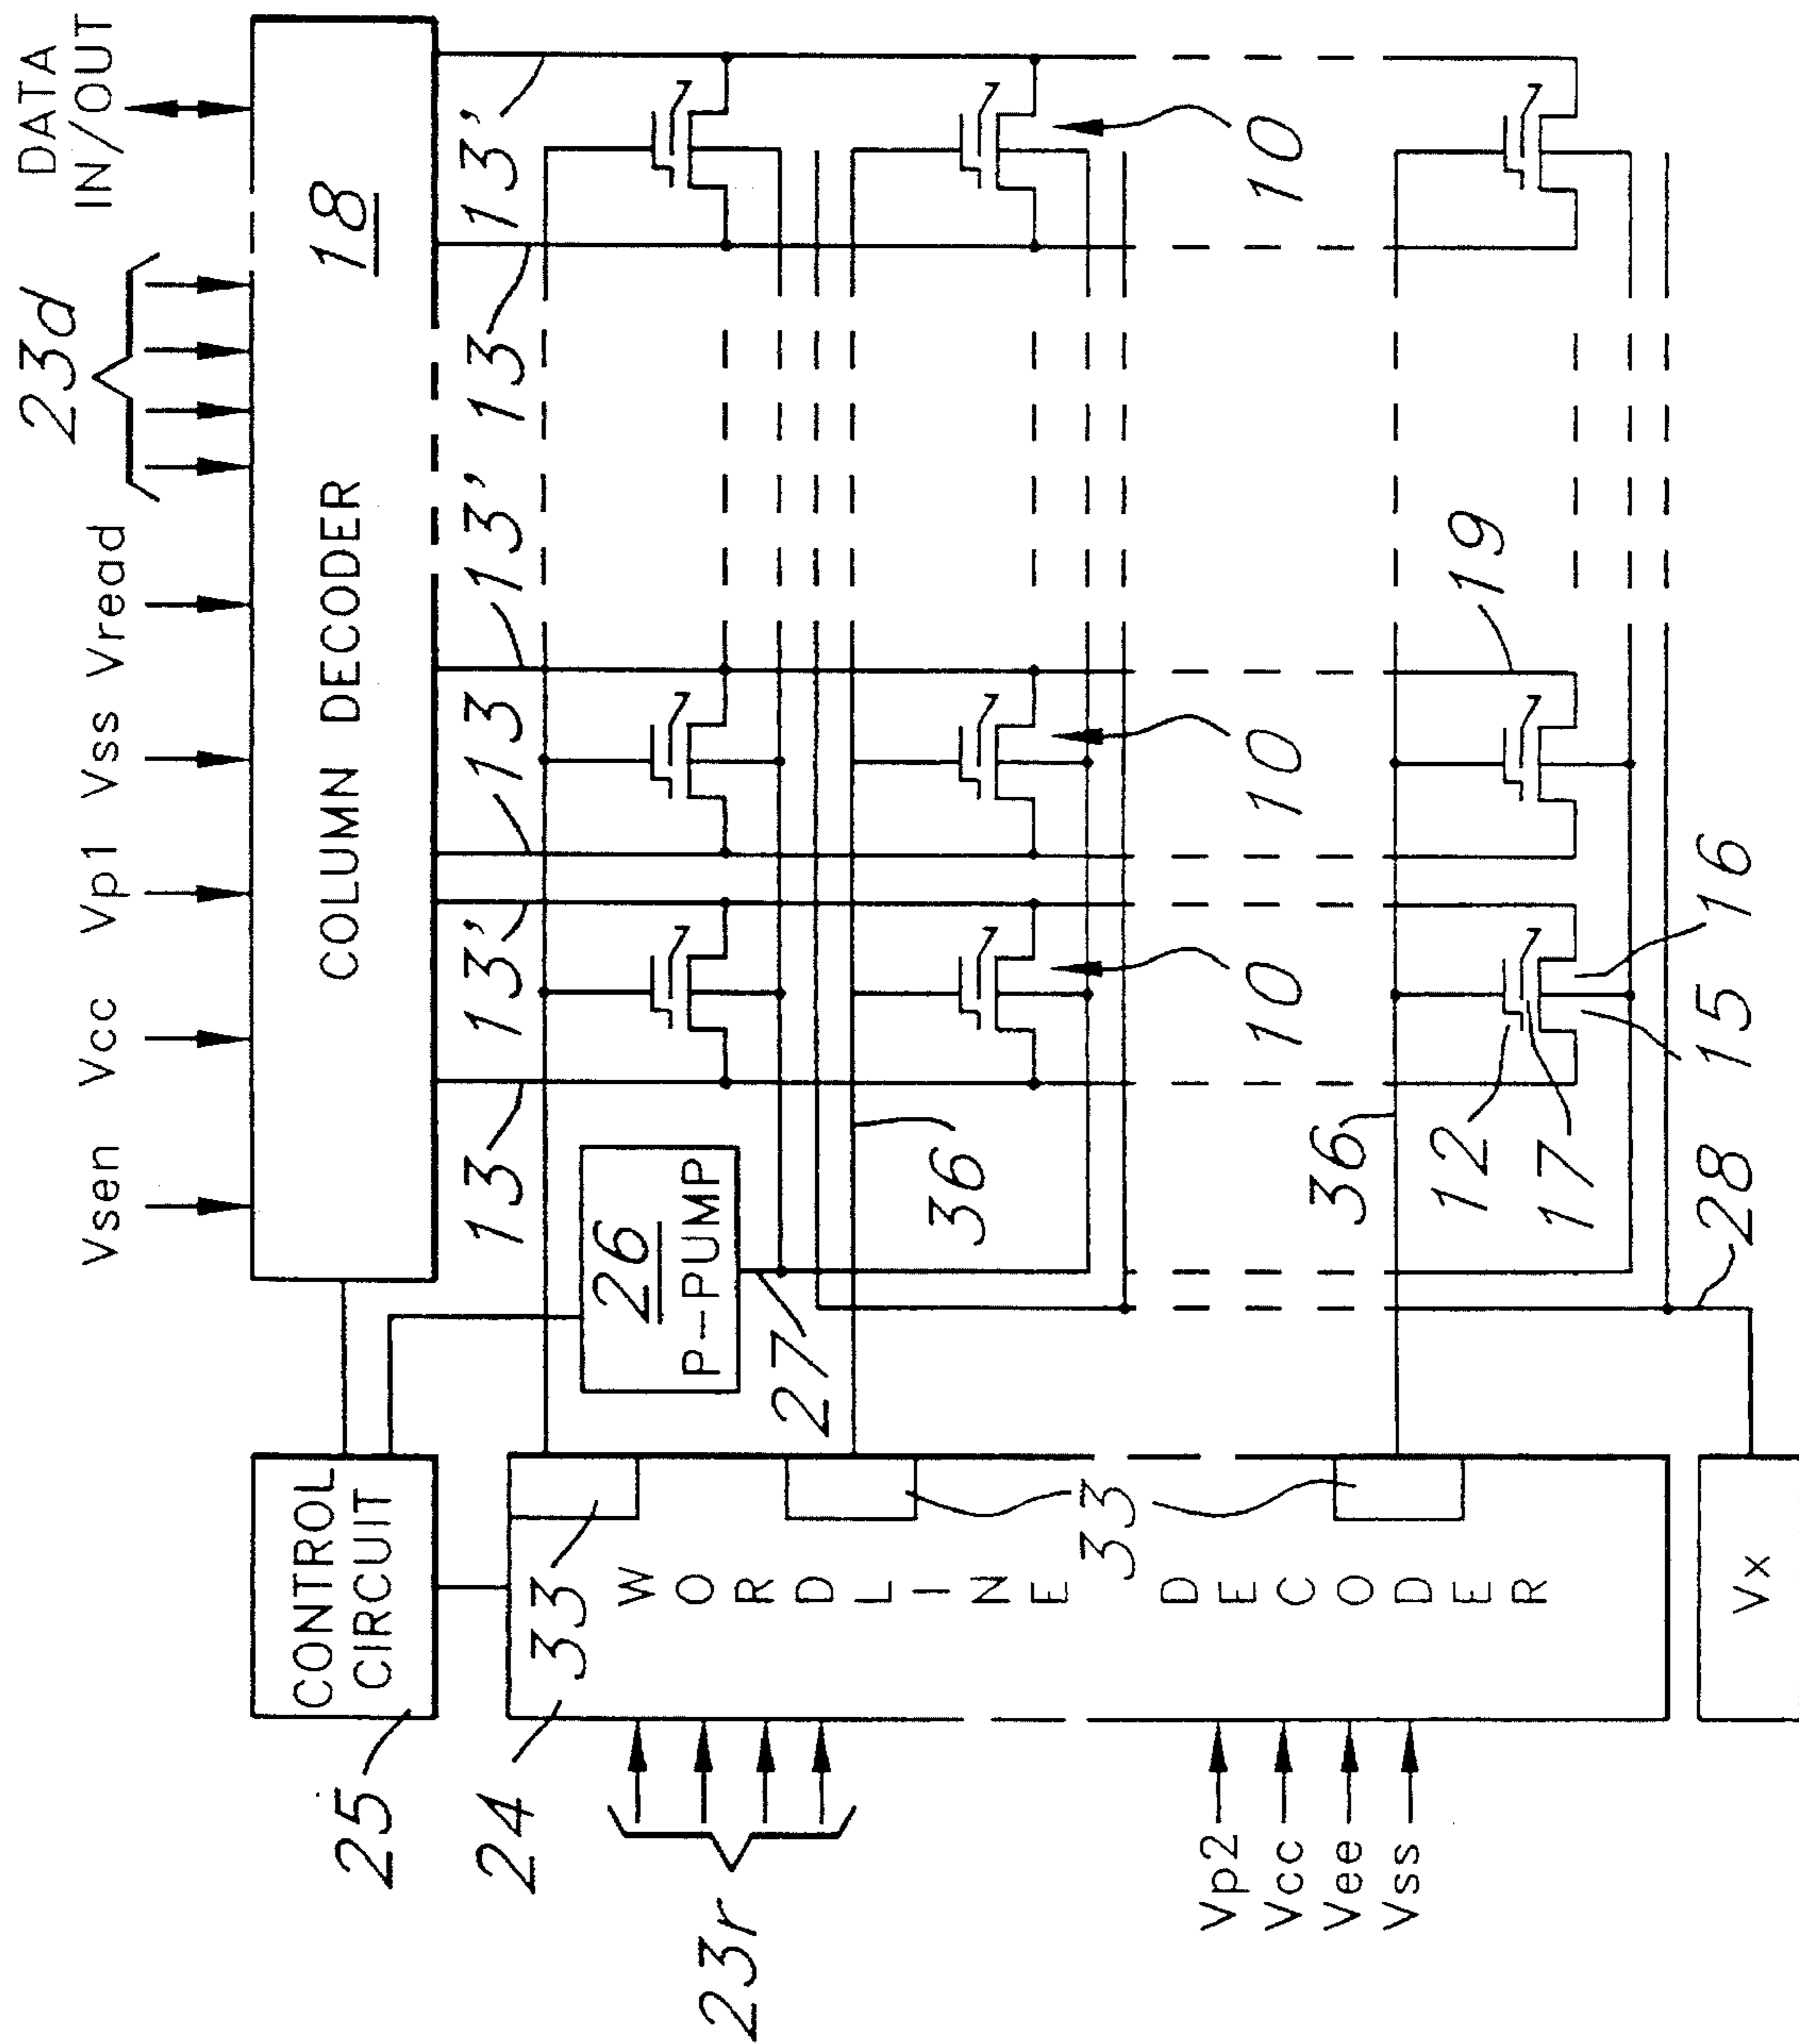 DATA
IN/OUT
23d
Vsen
Vcc
Vp1
Vss
Vread
CONTROL
CIRCUIT
COLUMN DECODER
18
25
13
13'
13
13'
13
13'
24
33
26
P-PUMP
23r
27
WORDLINE DECODER
36
33
10
10
10
Vp2
Vcc
Vee
Vss
36
12
17
19
15
16
28
Vx